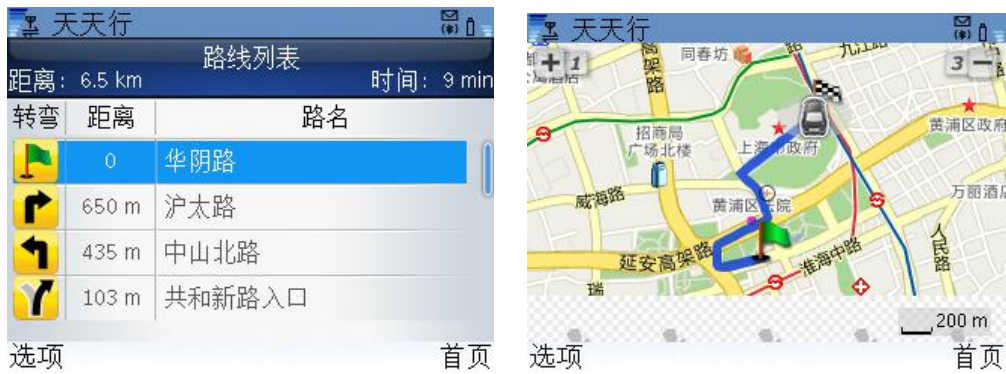 天天行
路线列表
距离: 6.5 km 时间: 9 min
转弯 距离 路名
0 华阴路
650 m 沪太路
435 m 中山北路
103 m 共和新路入口
选项 首页
天天行
同春坊
1
3
高架路
招商局
广场北楼
上海市政府
黄浦区政府
威海路
黄浦区法院
万丽酒店
延安高架路
淮海中路
人民路
瑞
200 m
选项 首页